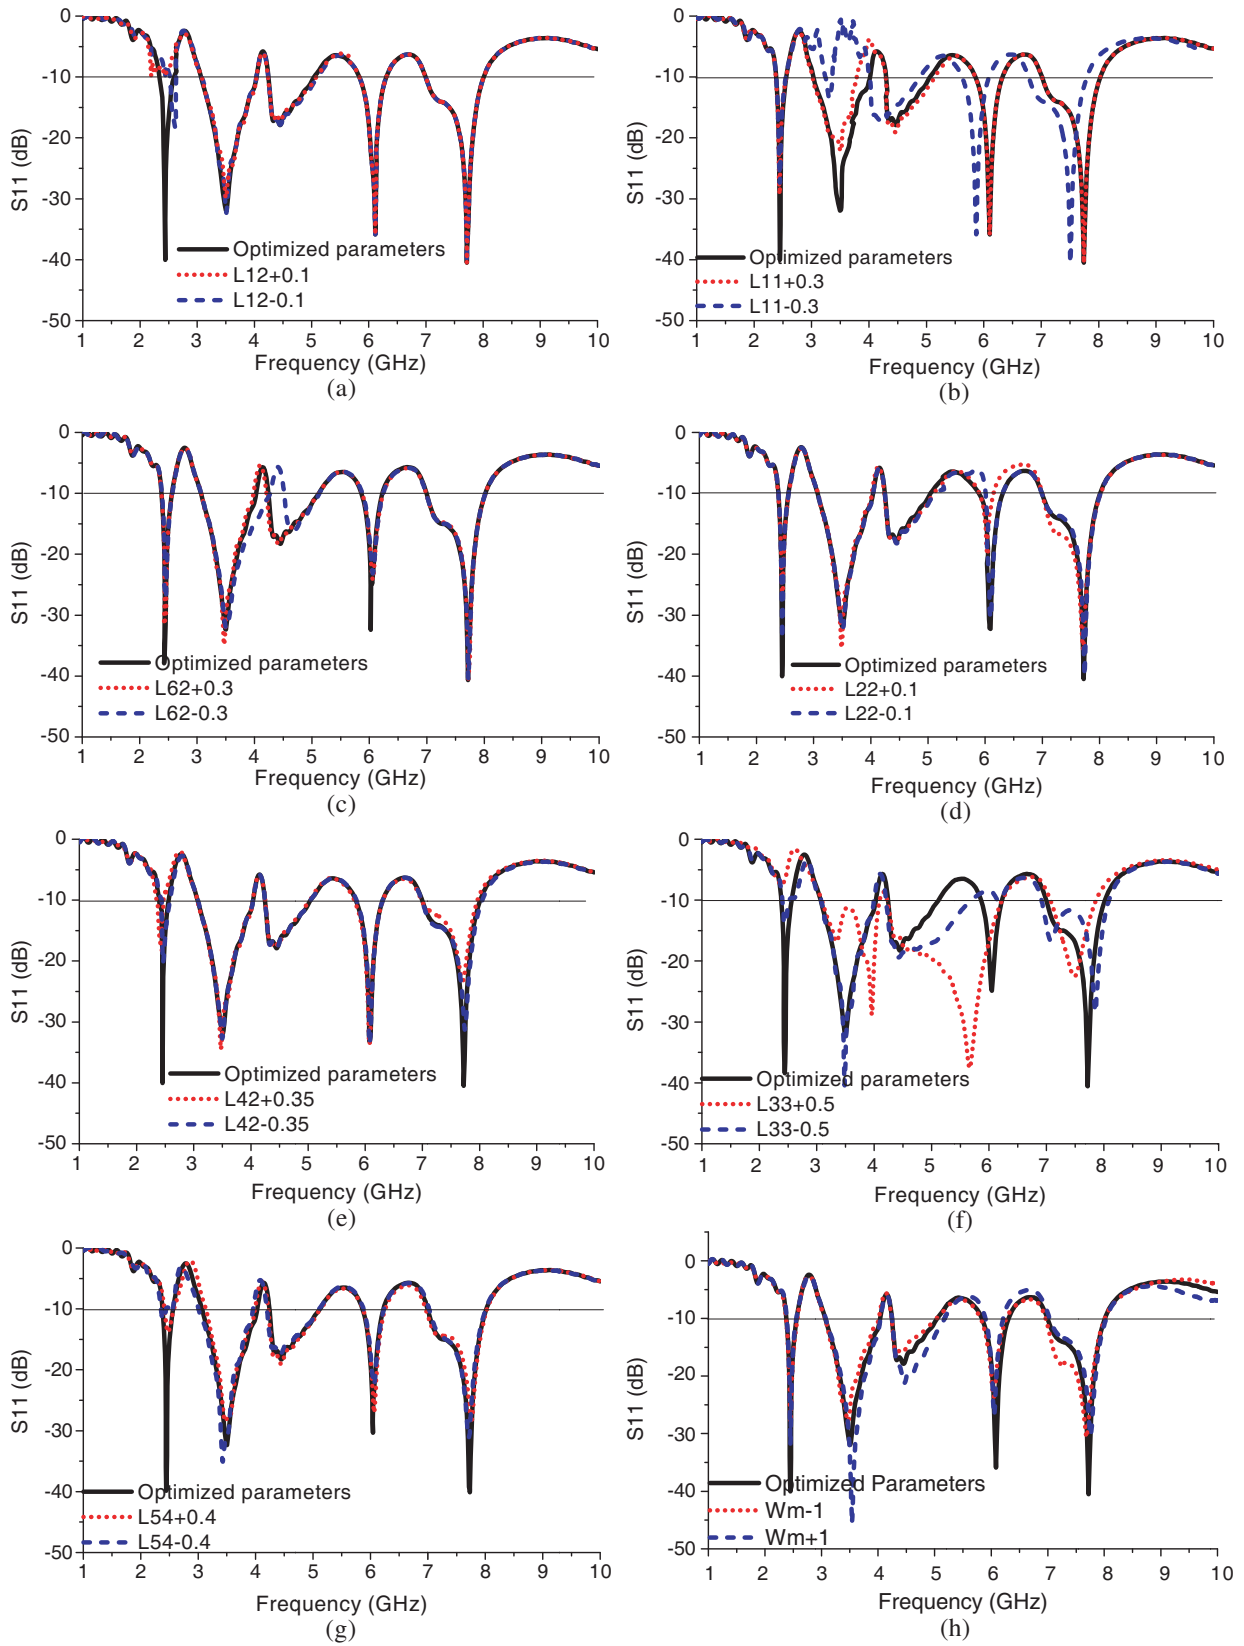 0
-10
-20
-30
-40
-50
S11 (dB)
Optimized parameters
L12+0.1
L12-0.1
1 2 3 4 5 6 7 8 9 10
Frequency (GHz)
(a)
0
-10
-20
-30
-40
-50
S11 (dB)
Optimized parameters
L11+0.3
L11-0.3
1 2 3 4 5 6 7 8 9 10
Frequency (GHz)
(b)
0
-10
-20
-30
-40
-50
S11 (dB)
Optimized parameters
L62+0.3
L62-0.3
1 2 3 4 5 6 7 8 9 10
Frequency (GHz)
(c)
0
-10
-20
-30
-40
-50
S11 (dB)
Optimized parameters
L22+0.1
L22-0.1
1 2 3 4 5 6 7 8 9 10
Frequency (GHz)
(d)
0
-10
-20
-30
-40
-50
S11 (dB)
Optimized parameters
L42+0.35
L42-0.35
1 2 3 4 5 6 7 8 9 10
Frequency (GHz)
(e)
0
-10
-20
-30
-40
-50
S11 (dB)
Optimized parameters
L33+0.5
L33-0.5
1 2 3 4 5 6 7 8 9 10
Frequency (GHz)
(f)
0
-10
-20
-30
-40
-50
S11 (dB)
Optimized parameters
L54+0.4
L54-0.4
1 2 3 4 5 6 7 8 9 10
Frequency (GHz)
(g)
0
-10
-20
-30
-40
-50
S11 (dB)
Optimized Parameters
Wm-1
Wm+1
1 2 3 4 5 6 7 8 9 10
Frequency (GHz)
(h)